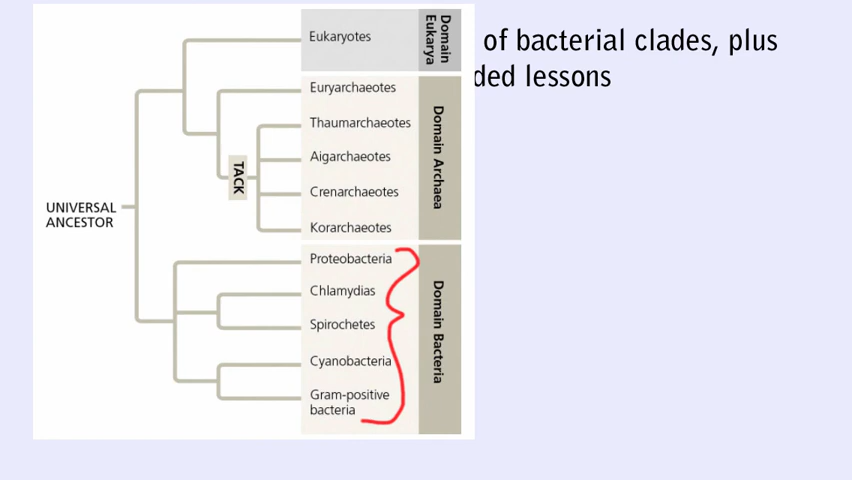 Eukaryotes
Domain
Eukarya
of bacterial clades, plus
ded lessons
Euryarchaeotes
Thaumarchaeotes
Aigarchaeotes
Crenarchaeotes
Korarchaeotes
TACK
Domain Archaea
UNIVERSAL
ANCESTOR
Proteobacteria
Chlamydias
Spirochetes
Cyanobacteria
Gram-positive
bacteria
Domain Bacteria